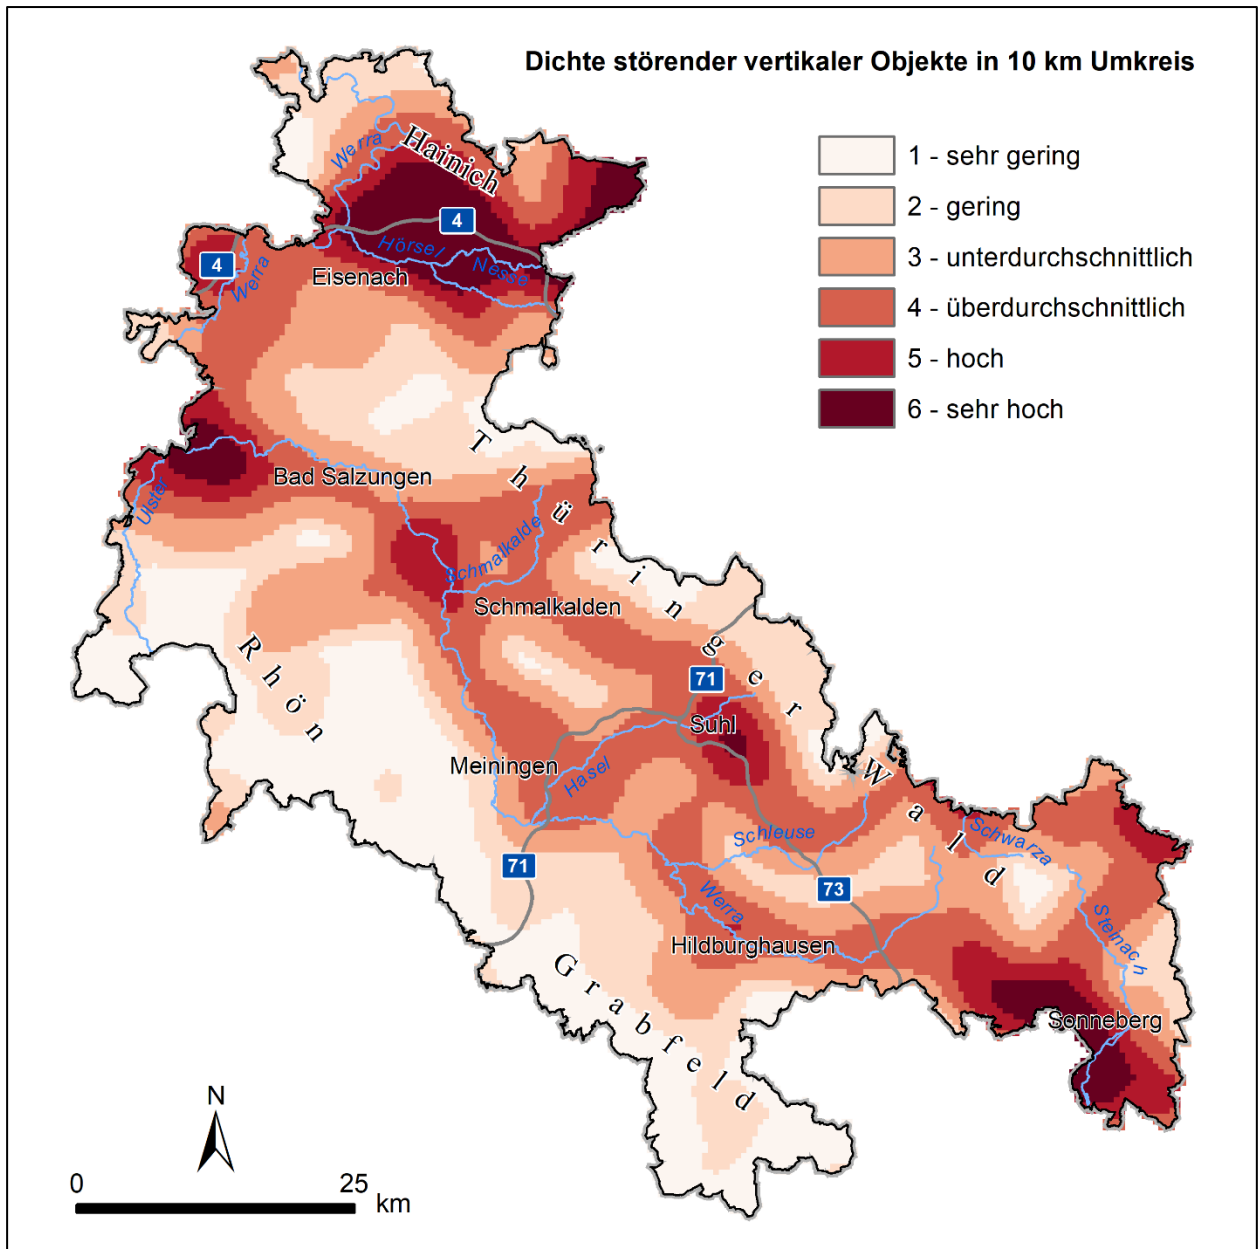 Dichte störender vertikaler Objekte in 10 km Umkreis
1 - sehr gering
2 - gering
3 - unterdurchschnittlich
4 - überdurchschnittlich
5 - hoch
6 - sehr hoch
Werra
Hainich
4
4
Hörsel
Nesse
Werra
Eisenach
Thüringer Wald
Bad Salzungen
Ulster
Schmalkalde
Schmalkalden
Rhön
71
Suhl
Meiningen
Hasel
Schleuse
Schwarza
71
73
Werra
Steinach
Hildburghausen
Grabfeld
Sonneberg
N
0 25
km